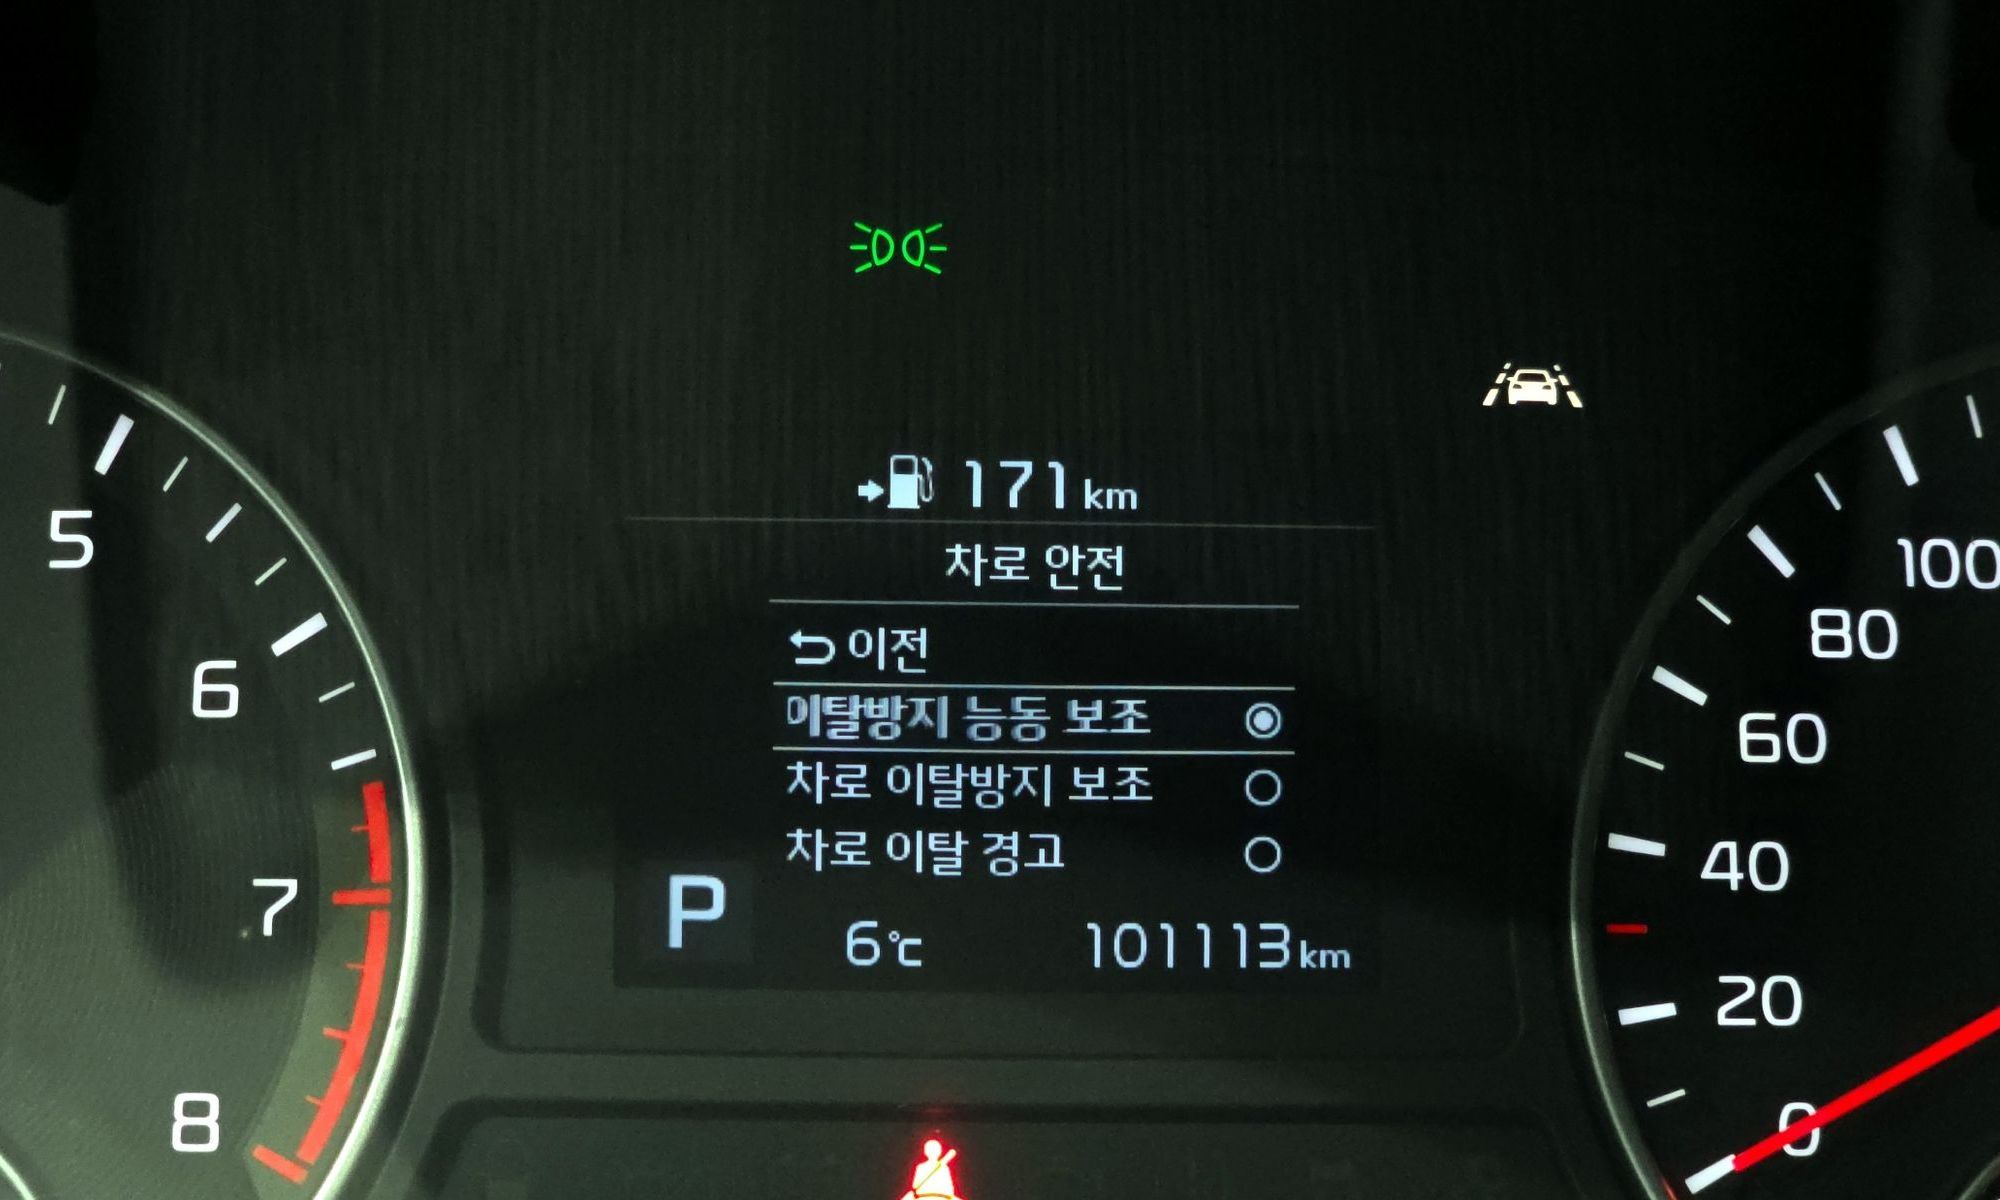 171 km
차로 안전
이전
이탈방지 능동 보조
차로 이탈방지 보조
차로 이탈 경고
P
6℃
101113 km
5
6
7
8
100
80
60
40
20
0